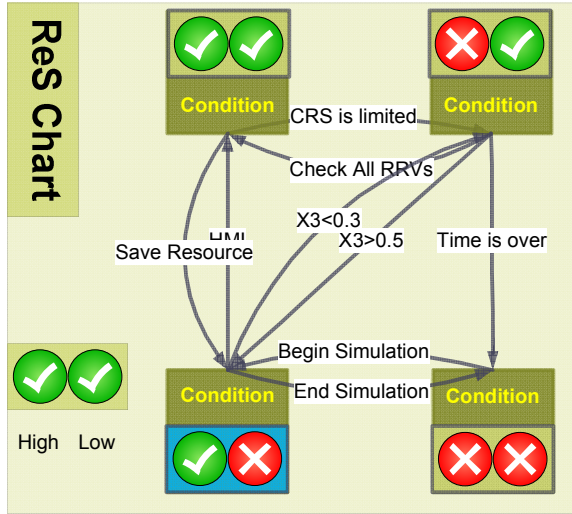 ReS Chart
Condition
Condition
CRS is limited
Check All RRVs
X3<0.3
HMI
Save Resource
X3>0.5
Time is over
Begin Simulation
End Simulation
Condition
Condition
High
Low